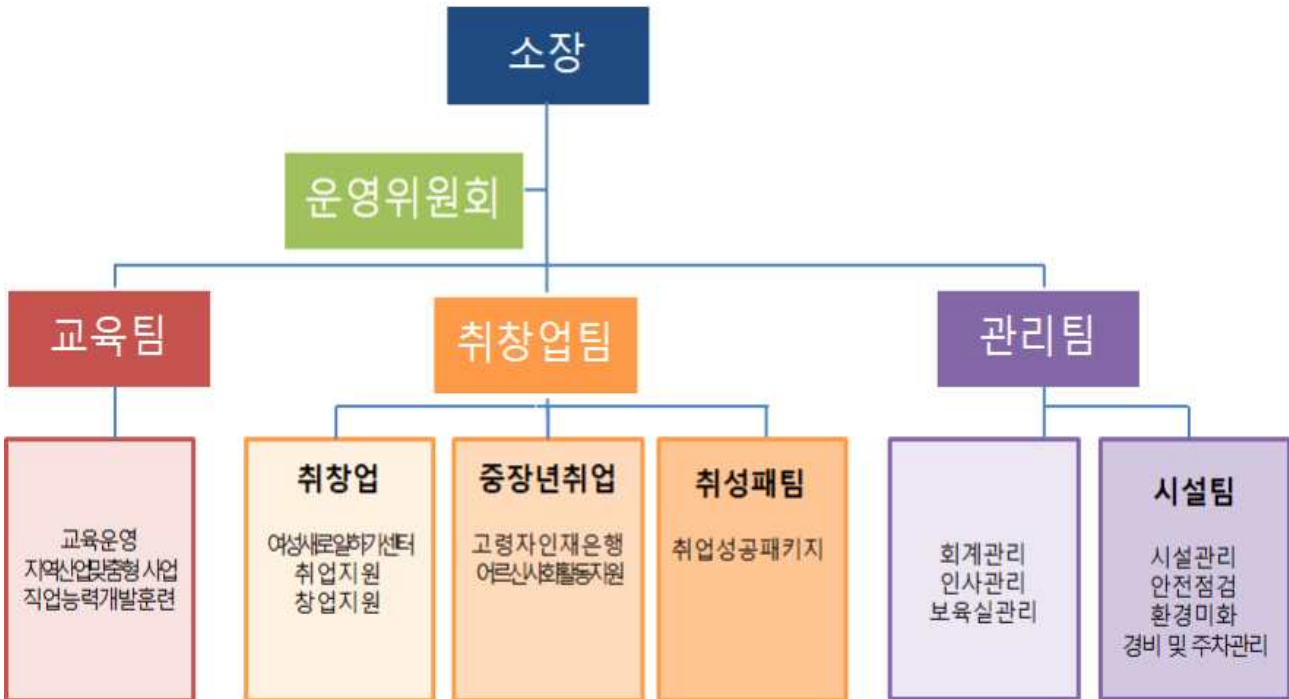 소장
운영위원회
교육팀
취창업팀
관리팀
교육운영
지역산업맞춤형 사업
직업능력개발훈련
취창업
여성새로일하기센터
취업지원
창업지원
중장년취업
고령자인재은행
어르신사회활동지원
취성패팀
취업성공패키지
회계관리
인사관리
보육실관리
시설팀
시설관리
안전점검
환경미화
경비 및 주차관리